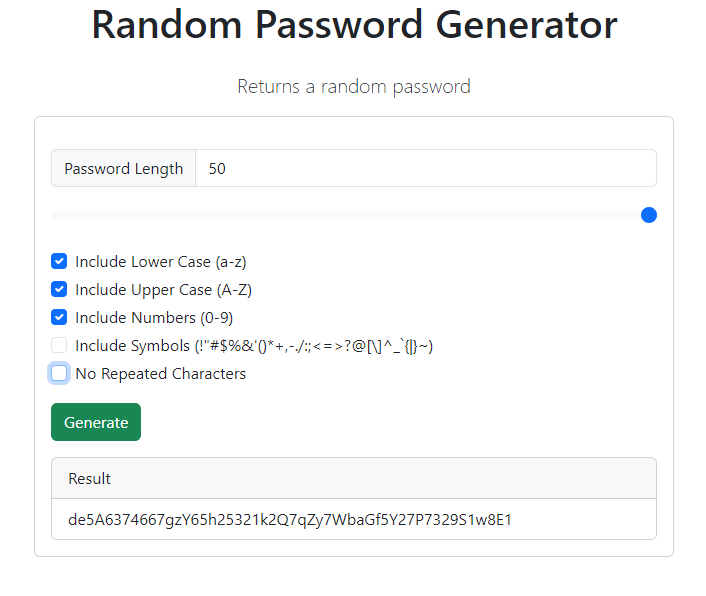 Random Password Generator
Returns a random password
Password Length 50
Include Lower Case (a-z)
Include Upper Case (A-Z)
Include Numbers (0-9)
Include Symbols (!"#$%&'()*+,-./:;<=>?@[\]^_`{|}~)
No Repeated Characters
Generate
Result
de5A6374667gzY65h25321k2Q7qZy7WbaGf5Y27P7329S1w8E1